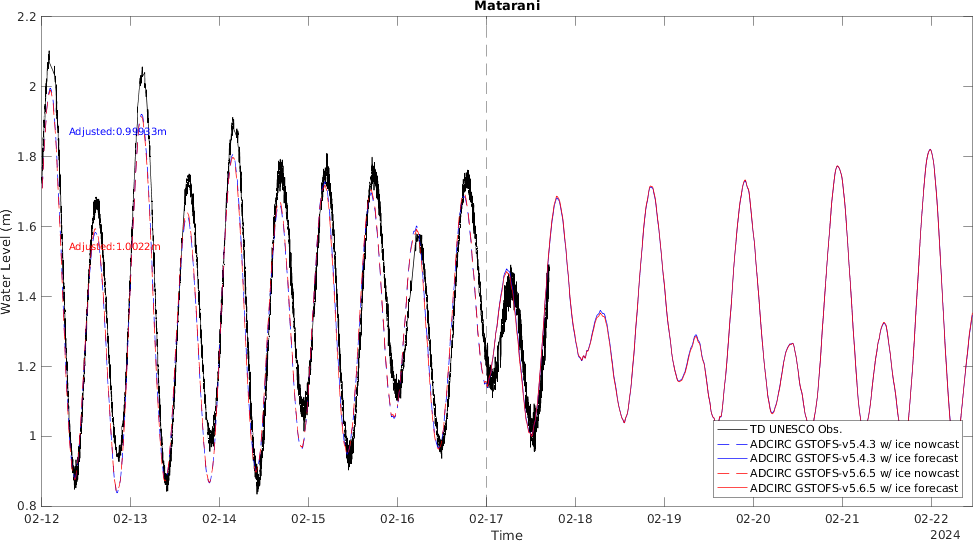 Matarani
2.2
2
1.8
1.6
1.4
1.2
1
0.8
Water Level (m)
Adjusted:0.99933m
Adjusted:1.0022m
TD UNESCO Obs.
ADCIRC GSTOFS-v5.4.3 w/ ice nowcast
ADCIRC GSTOFS-v5.4.3 w/ ice forecast
ADCIRC GSTOFS-v5.6.5 w/ ice nowcast
ADCIRC GSTOFS-v5.6.5 w/ ice forecast
02-12 02-13 02-14 02-15 02-16 02-17 02-18 02-19 02-20 02-21 02-22
Time
2024